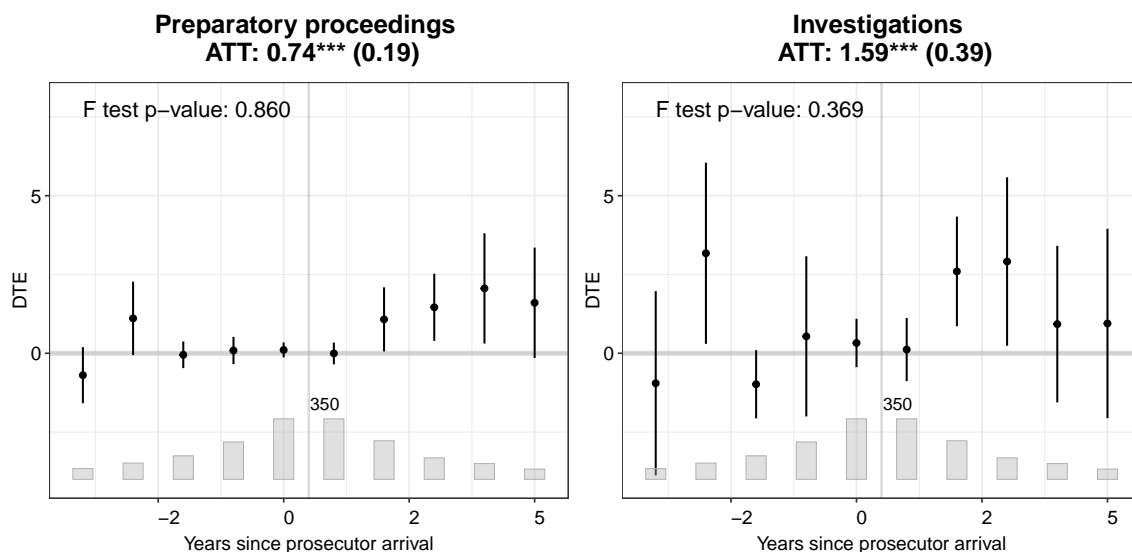 Preparatory proceedings
ATT: 0.74*** (0.19)
F test p−value: 0.860
5
0
DTE
350
−2
0
2
5
Years since prosecutor arrival
Investigations
ATT: 1.59*** (0.39)
F test p−value: 0.369
5
0
DTE
350
−2
0
2
5
Years since prosecutor arrival